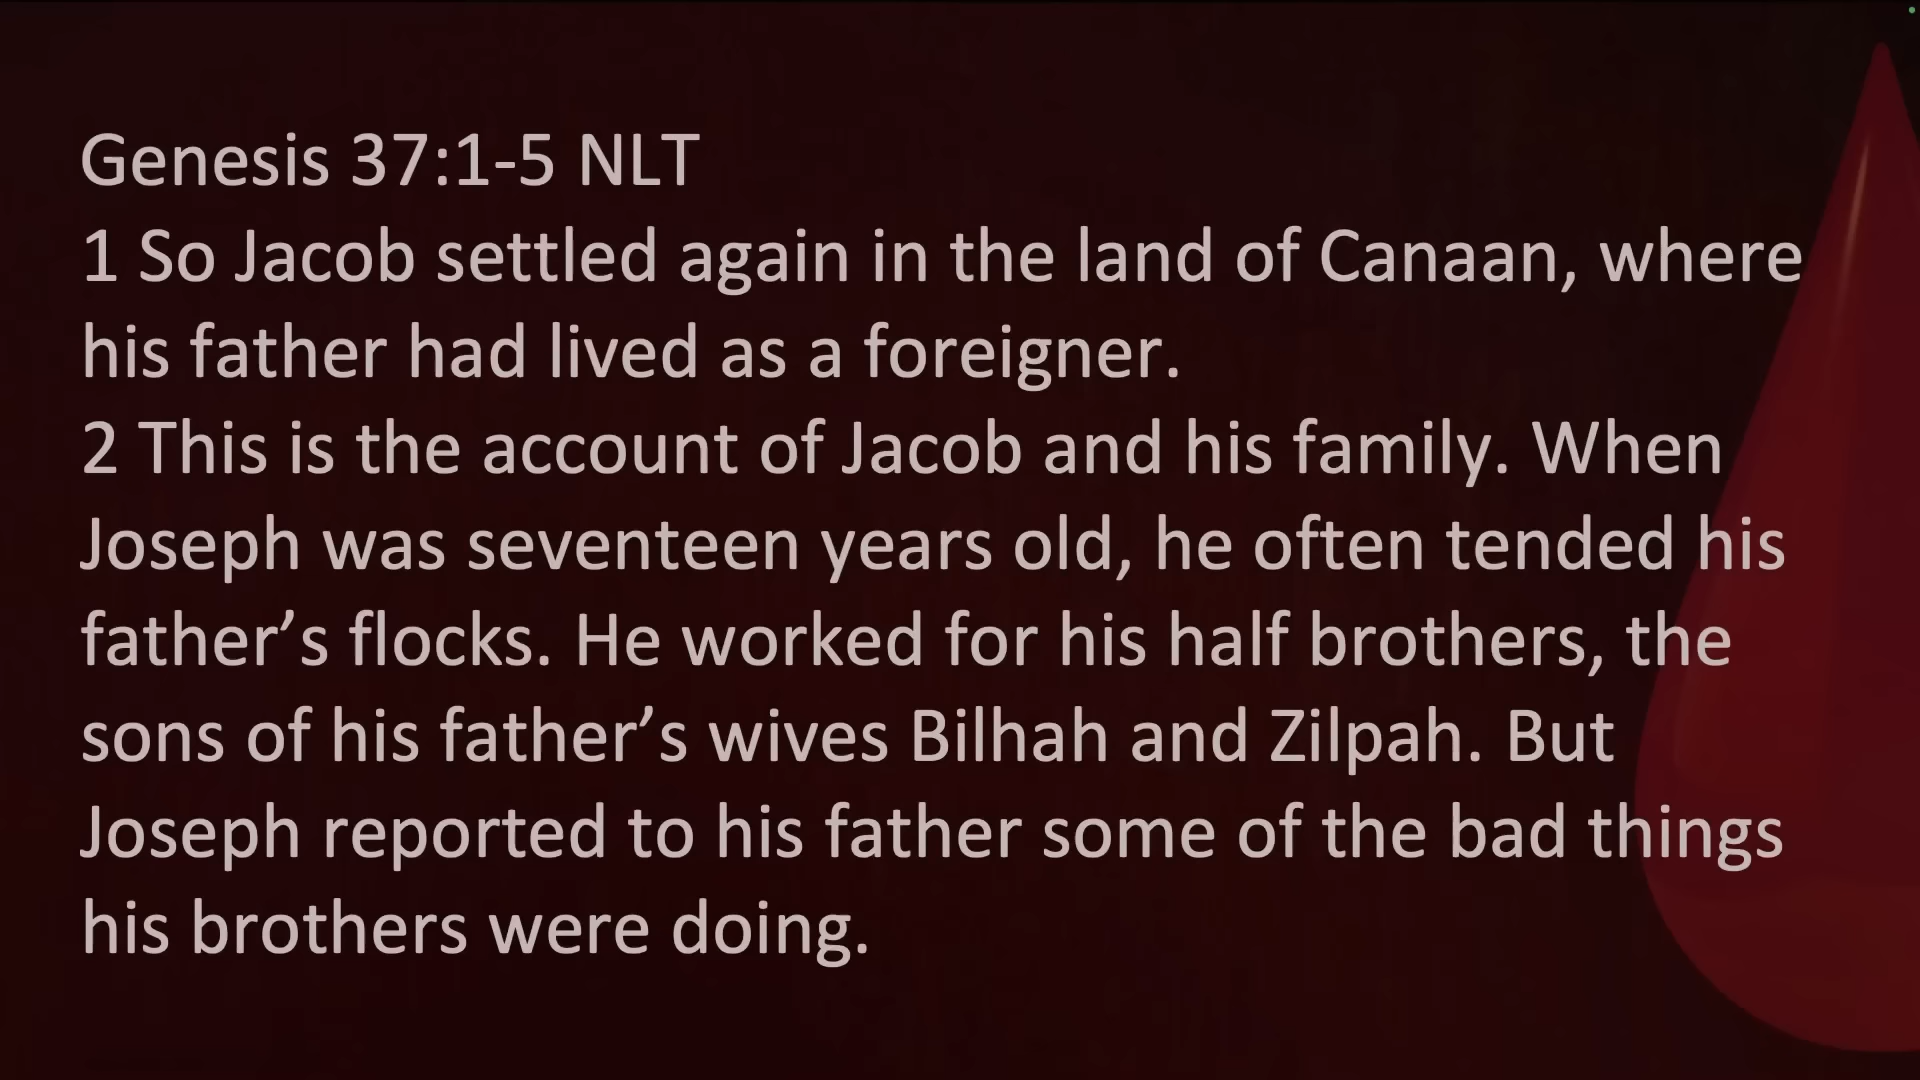 Genesis 37:1-5 NLT
1 So Jacob settled again in the land of Canaan, where
his father had lived as a foreigner.
2 This is the account of Jacob and his family. When
Joseph was seventeen years old, he often tended his
father’s flocks. He worked for his half brothers, the
sons of his father’s wives Bilhah and Zilpah. But
Joseph reported to his father some of the bad things
his brothers were doing.